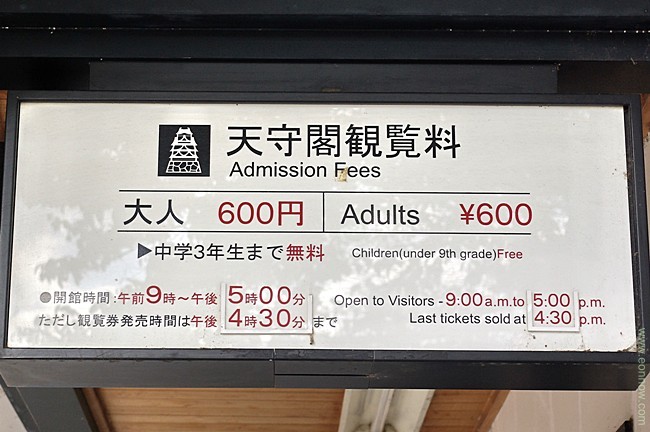 天守閣観覧料
Admission Fees
大人 600円 Adults ¥600
▶中学3年生まで無料 Children(under 9th grade)Free
●開館時間:午前9時〜午後5時00分 Open to Visitors - 9:00a.m.to 5:00 p.m.
ただし観覧券発売時間は午後4時30分まで Last tickets sold at 4:30 p.m.
www.eonnow.com